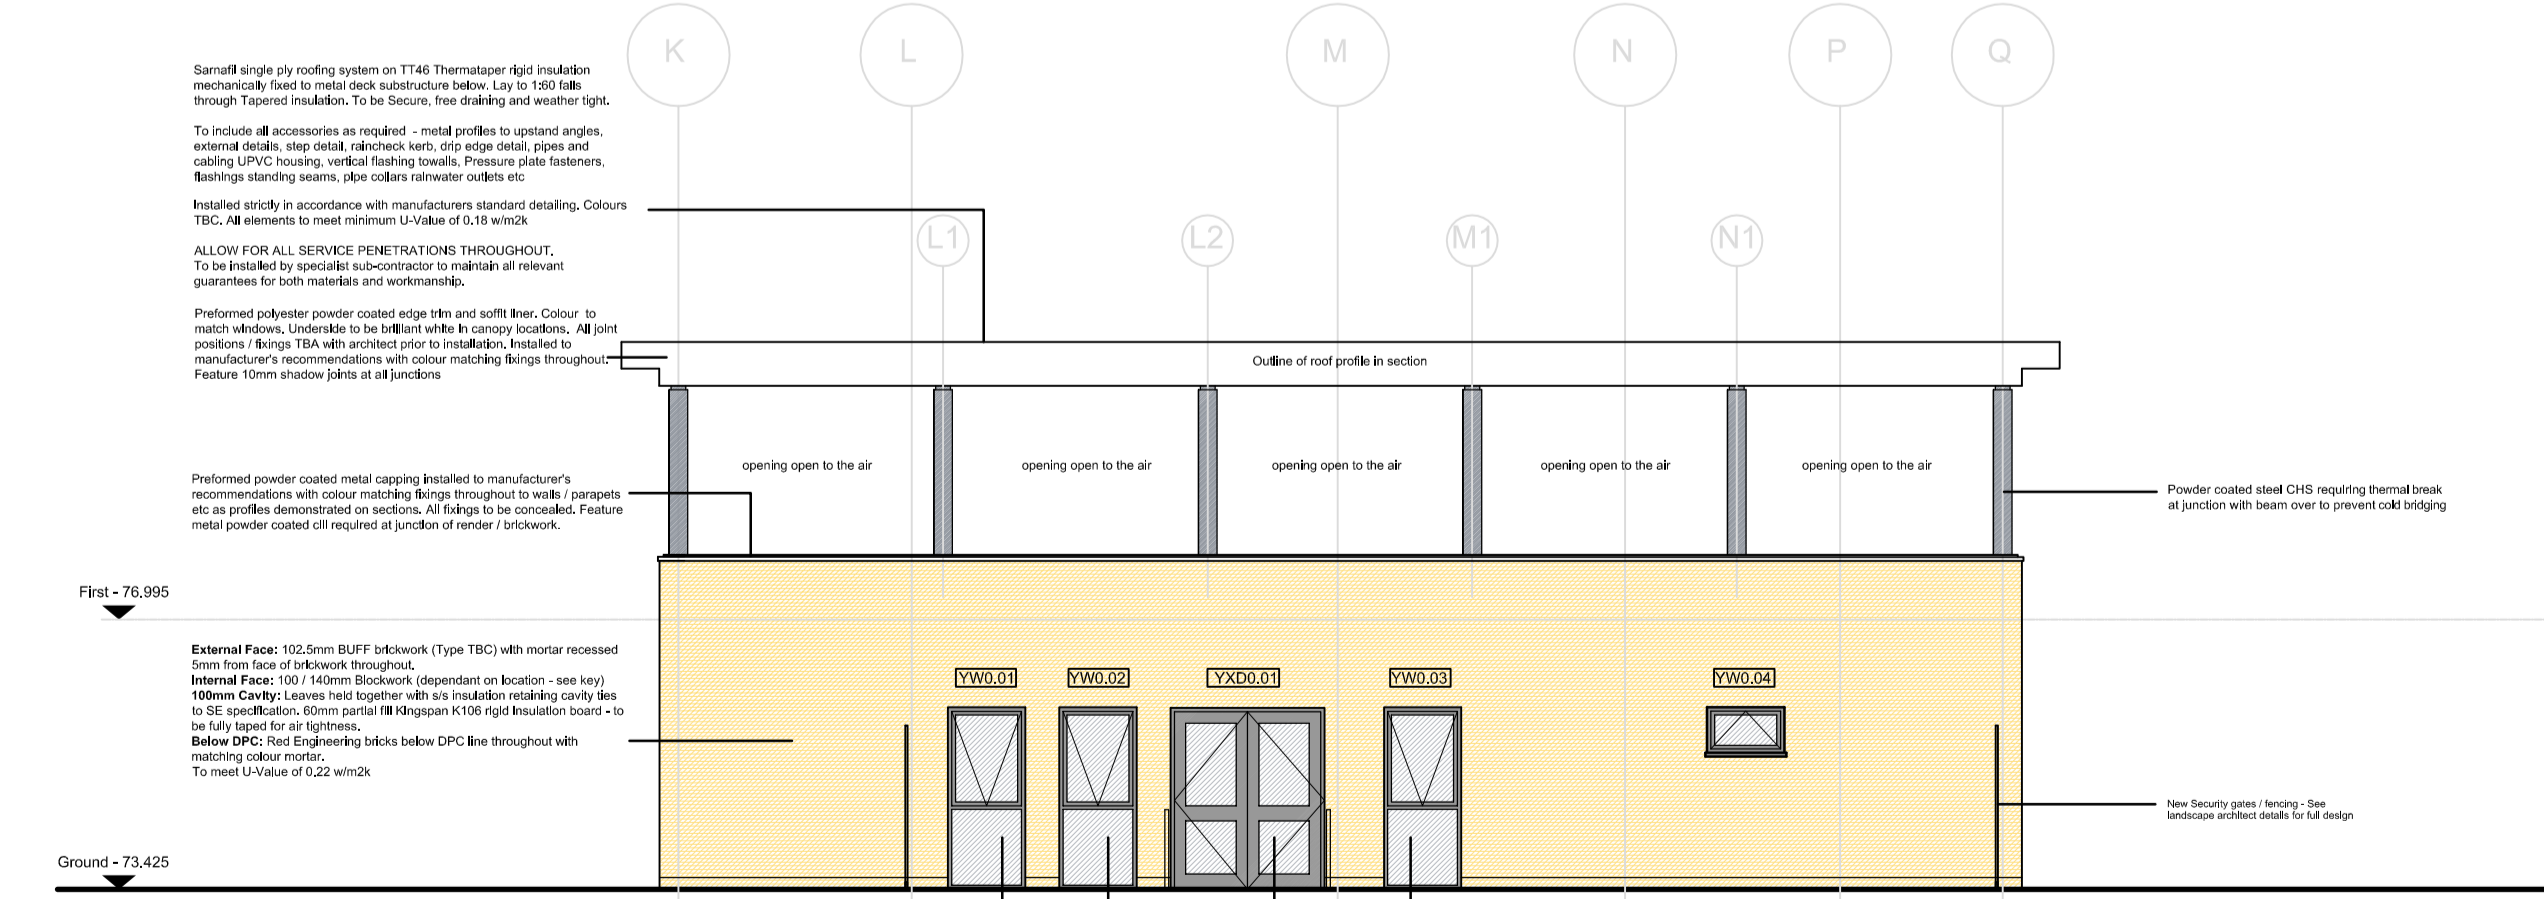 K L M N P Q
Sarnafil single ply roofing system on TT46 Thermataper rigid insulation
mechanically fixed to metal deck substructure below. Lay to 1:60 falls
through Tapered insulation. To be Secure, free draining and weather tight.
To include all accessories as required - metal profiles to upstand angles,
external details, step detail, raincheck kerb, drip edge detail, pipes and
cabling UPVC housing, vertical flashing towalls, Pressure plate fasteners,
flashings standing seams, pipe collars rainwater outlets etc
Installed strictly in accordance with manufacturers standard detailing. Colours
TBC. All elements to meet minimum U-Value of 0.18 w/m2k
L1 L2 M1 N1
ALLOW FOR ALL SERVICE PENETRATIONS THROUGHOUT.
To be installed by specialist sub-contractor to maintain all relevant
guarantees for both materials and workmanship.
Preformed polyester powder coated edge trim and soffit liner. Colour to
match windows. Underside to be brilliant white in canopy locations. All joint
positions / fixings TBA with architect prior to installation. Installed to
manufacturer's recommendations with colour matching fixings throughout.
Feature 10mm shadow joints at all junctions
Outline of roof profile in section
opening open to the air opening open to the air opening open to the air opening open to the air opening open to the air
Preformed powder coated metal capping installed to manufacturer's
recommendations with colour matching fixings throughout to walls / parapets
etc as profiles demonstrated on sections. All fixings to be concealed. Feature
metal powder coated cill required at junction of render / brickwork.
Powder coated steel CHS requiring thermal break
at junction with beam over to prevent cold bridging
First - 76.995
External Face: 102.5mm BUFF brickwork (Type TBC) with mortar recessed
5mm from face of brickwork throughout.
Internal Face: 100 / 140mm Blockwork (dependant on location - see key)
100mm Cavity: Leaves held together with s/s insulation retaining cavity ties
to SE specification. 60mm partial fill Kingspan K106 rigid insulation board - to
be fully taped for air tightness.
Below DPC: Red Engineering bricks below DPC line throughout with
matching colour mortar.
To meet U-Value of 0.22 w/m2k
YW0.01 YW0.02 YXD0.01 YW0.03 YW0.04
New Security gates / fencing - See
landscape architect details for full design
Ground - 73.425